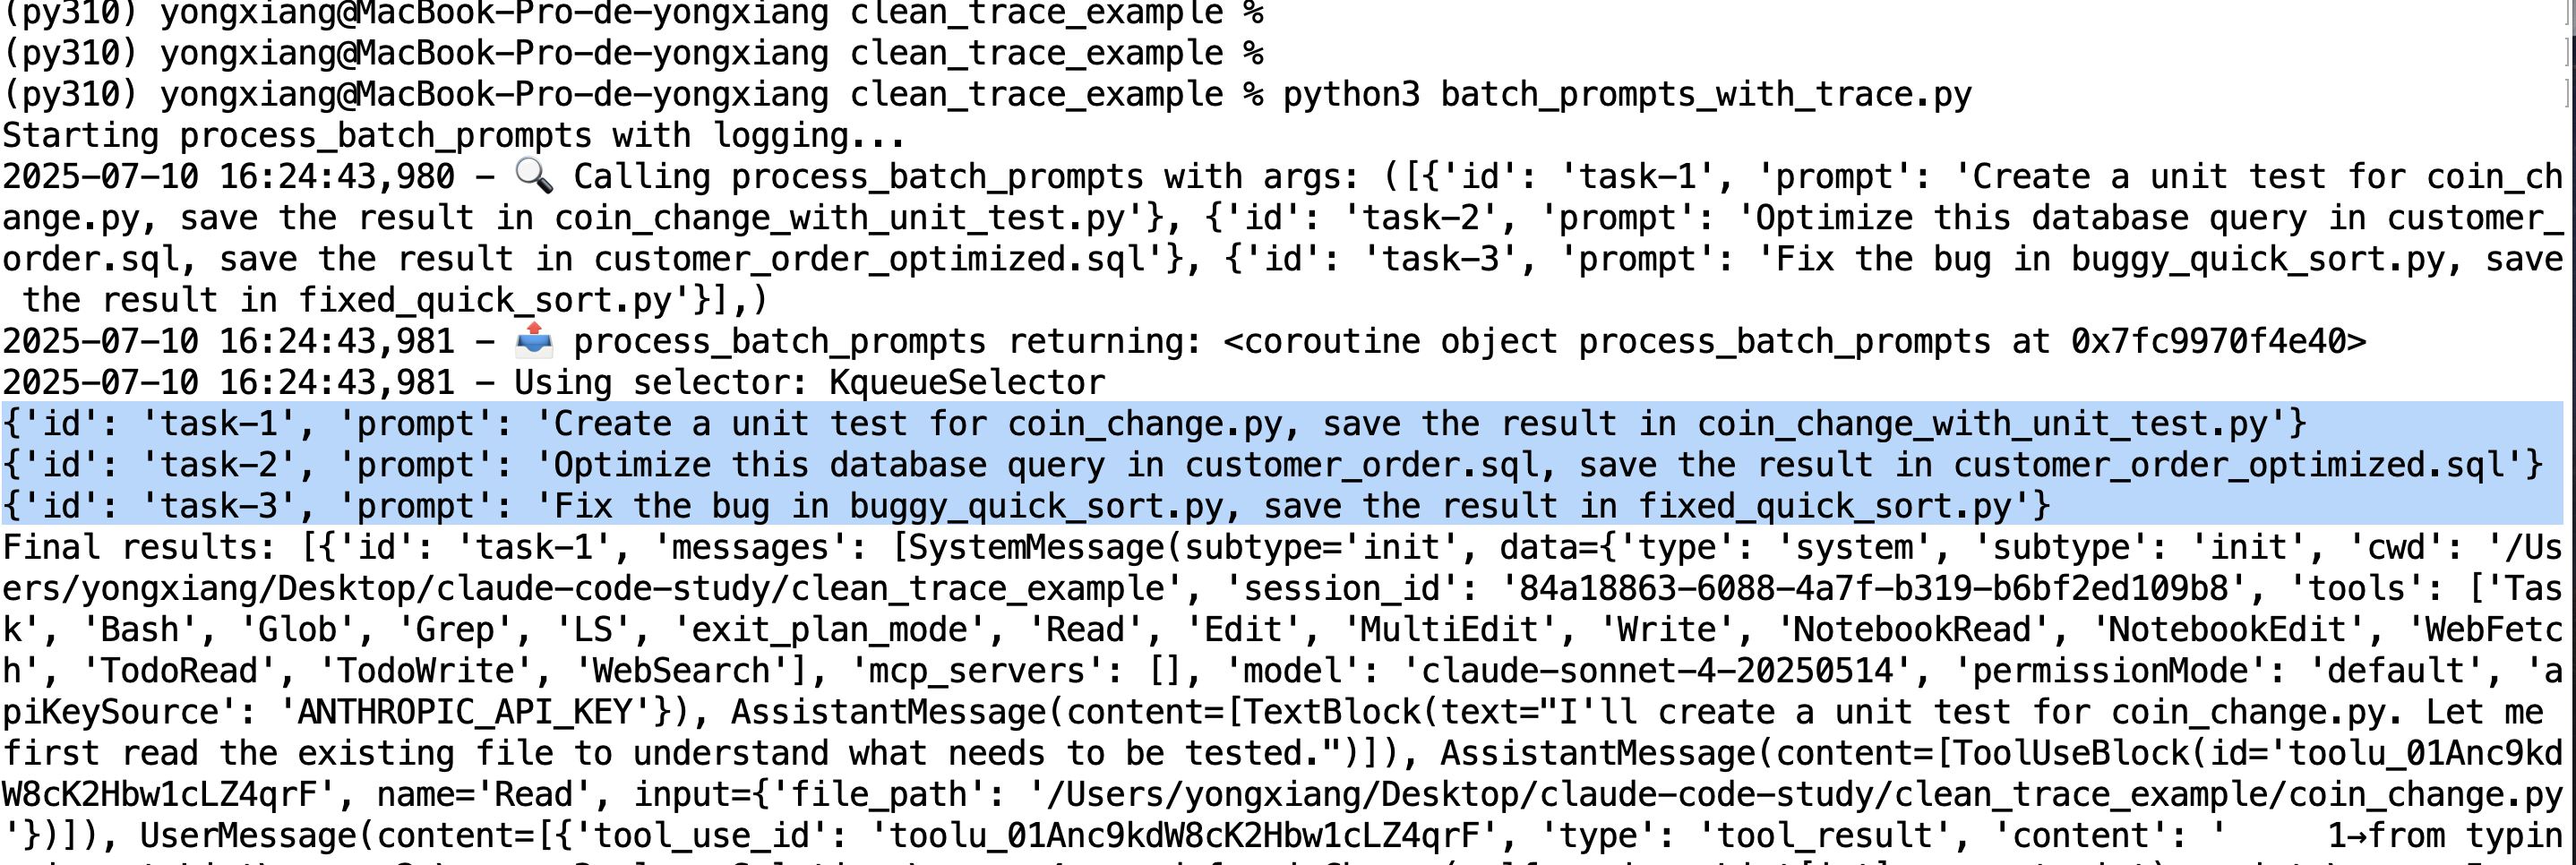 (py310) yongxiang@MacBook-Pro-de-yongxiang clean_trace_example %
(py310) yongxiang@MacBook-Pro-de-yongxiang clean_trace_example %
(py310) yongxiang@MacBook-Pro-de-yongxiang clean_trace_example % python3 batch_prompts_with_trace.py
Starting process_batch_prompts with logging...
2025-07-10 16:24:43,980 - 🔍 Calling process_batch_prompts with args: ([{'id': 'task-1', 'prompt': 'Create a unit test for coin_ch
ange.py, save the result in coin_change_with_unit_test.py'}, {'id': 'task-2', 'prompt': 'Optimize this database query in customer_
order.sql, save the result in customer_order_optimized.sql'}, {'id': 'task-3', 'prompt': 'Fix the bug in buggy_quick_sort.py, save
 the result in fixed_quick_sort.py'}],)
2025-07-10 16:24:43,981 - 📤 process_batch_prompts returning: <coroutine object process_batch_prompts at 0x7fc9970f4e40>
2025-07-10 16:24:43,981 - Using selector: KqueueSelector
{'id': 'task-1', 'prompt': 'Create a unit test for coin_change.py, save the result in coin_change_with_unit_test.py'}
{'id': 'task-2', 'prompt': 'Optimize this database query in customer_order.sql, save the result in customer_order_optimized.sql'}
{'id': 'task-3', 'prompt': 'Fix the bug in buggy_quick_sort.py, save the result in fixed_quick_sort.py'}
Final results: [{'id': 'task-1', 'messages': [SystemMessage(subtype='init', data={'type': 'system', 'subtype': 'init', 'cwd': '/Us
ers/yongxiang/Desktop/claude-code-study/clean_trace_example', 'session_id': '84a18863-6088-4a7f-b319-b6bf2ed109b8', 'tools': ['Tas
k', 'Bash', 'Glob', 'Grep', 'LS', 'exit_plan_mode', 'Read', 'Edit', 'MultiEdit', 'Write', 'NotebookRead', 'NotebookEdit', 'WebFetc
h', 'TodoRead', 'TodoWrite', 'WebSearch'], 'mcp_servers': [], 'model': 'claude-sonnet-4-20250514', 'permissionMode': 'default', 'a
piKeySource': 'ANTHROPIC_API_KEY'}), AssistantMessage(content=[TextBlock(text="I'll create a unit test for coin_change.py. Let me
first read the existing file to understand what needs to be tested.")]), AssistantMessage(content=[ToolUseBlock(id='toolu_01Anc9kd
W8cK2Hbw1cLZ4qrF', name='Read', input={'file_path': '/Users/yongxiang/Desktop/claude-code-study/clean_trace_example/coin_change.py
'})]), UserMessage(content=[{'tool_use_id': 'toolu_01Anc9kdW8cK2Hbw1cLZ4qrF', 'type': 'tool_result', 'content': '     1→from typin